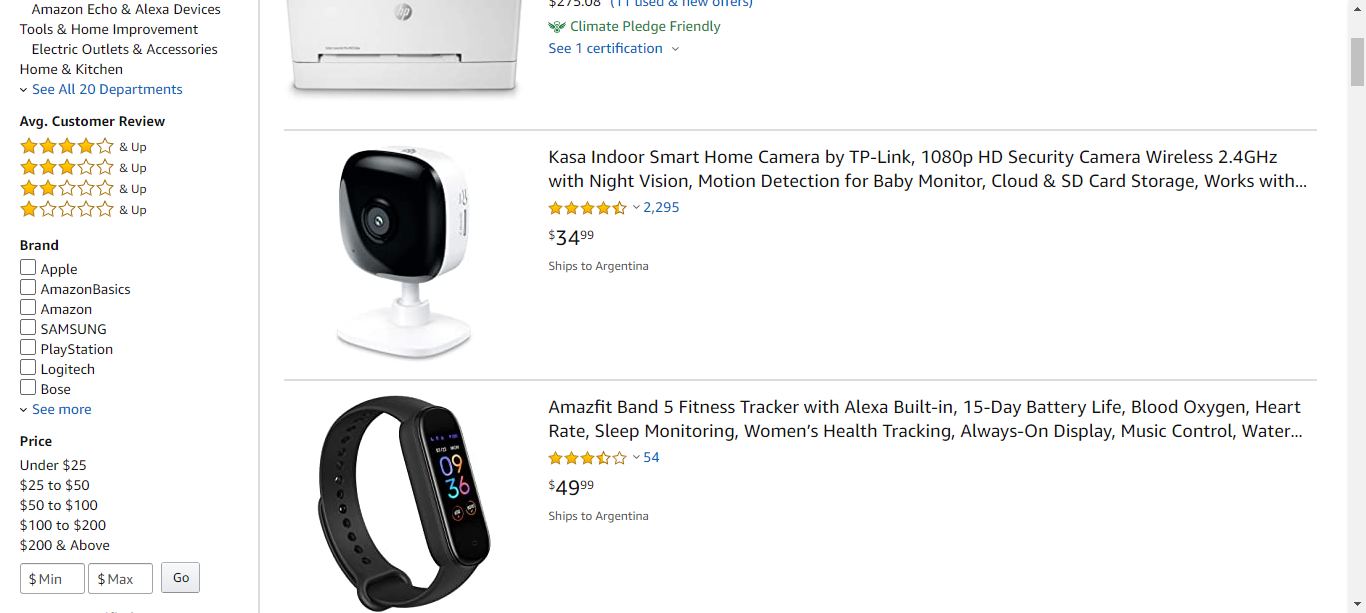 Amazon Echo & Alexa Devices
Tools & Home Improvement
Electric Outlets & Accessories
Home & Kitchen
See All 20 Departments
Avg. Customer Review
& Up
& Up
& Up
& Up
Brand
Apple
AmazonBasics
Amazon
SAMSUNG
PlayStation
Logitech
Bose
See more
Price
Under $25
$25 to $50
$50 to $100
$100 to $200
$200 & Above
$ Min $ Max Go
hp
$275.08 (11 used & new offers)
Climate Pledge Friendly
See 1 certification
Kasa Indoor Smart Home Camera by TP-Link, 1080p HD Security Camera Wireless 2.4GHz
with Night Vision, Motion Detection for Baby Monitor, Cloud & SD Card Storage, Works with...
2,295
$3499
Ships to Argentina
Amazfit Band 5 Fitness Tracker with Alexa Built-in, 15-Day Battery Life, Blood Oxygen, Heart
Rate, Sleep Monitoring, Women’s Health Tracking, Always-On Display, Music Control, Water...
54
$4999
Ships to Argentina
09
36